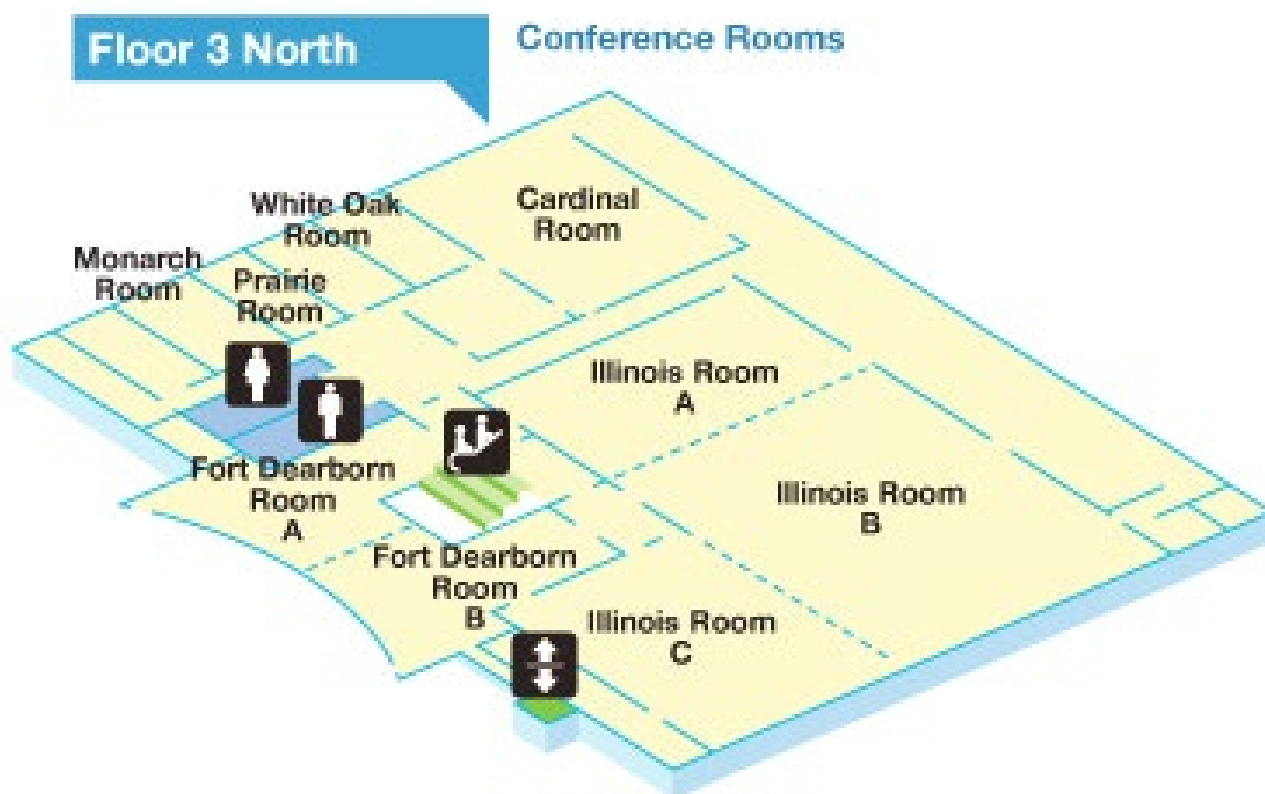 Floor 3 North
Conference Rooms
White Oak
Room
Cardinal
Room
Monarch
Room
Prairie
Room
Illinois Room
A
Fort Dearborn
Room
A
Illinois Room
B
Fort Dearborn
Room
B
Illinois Room
C